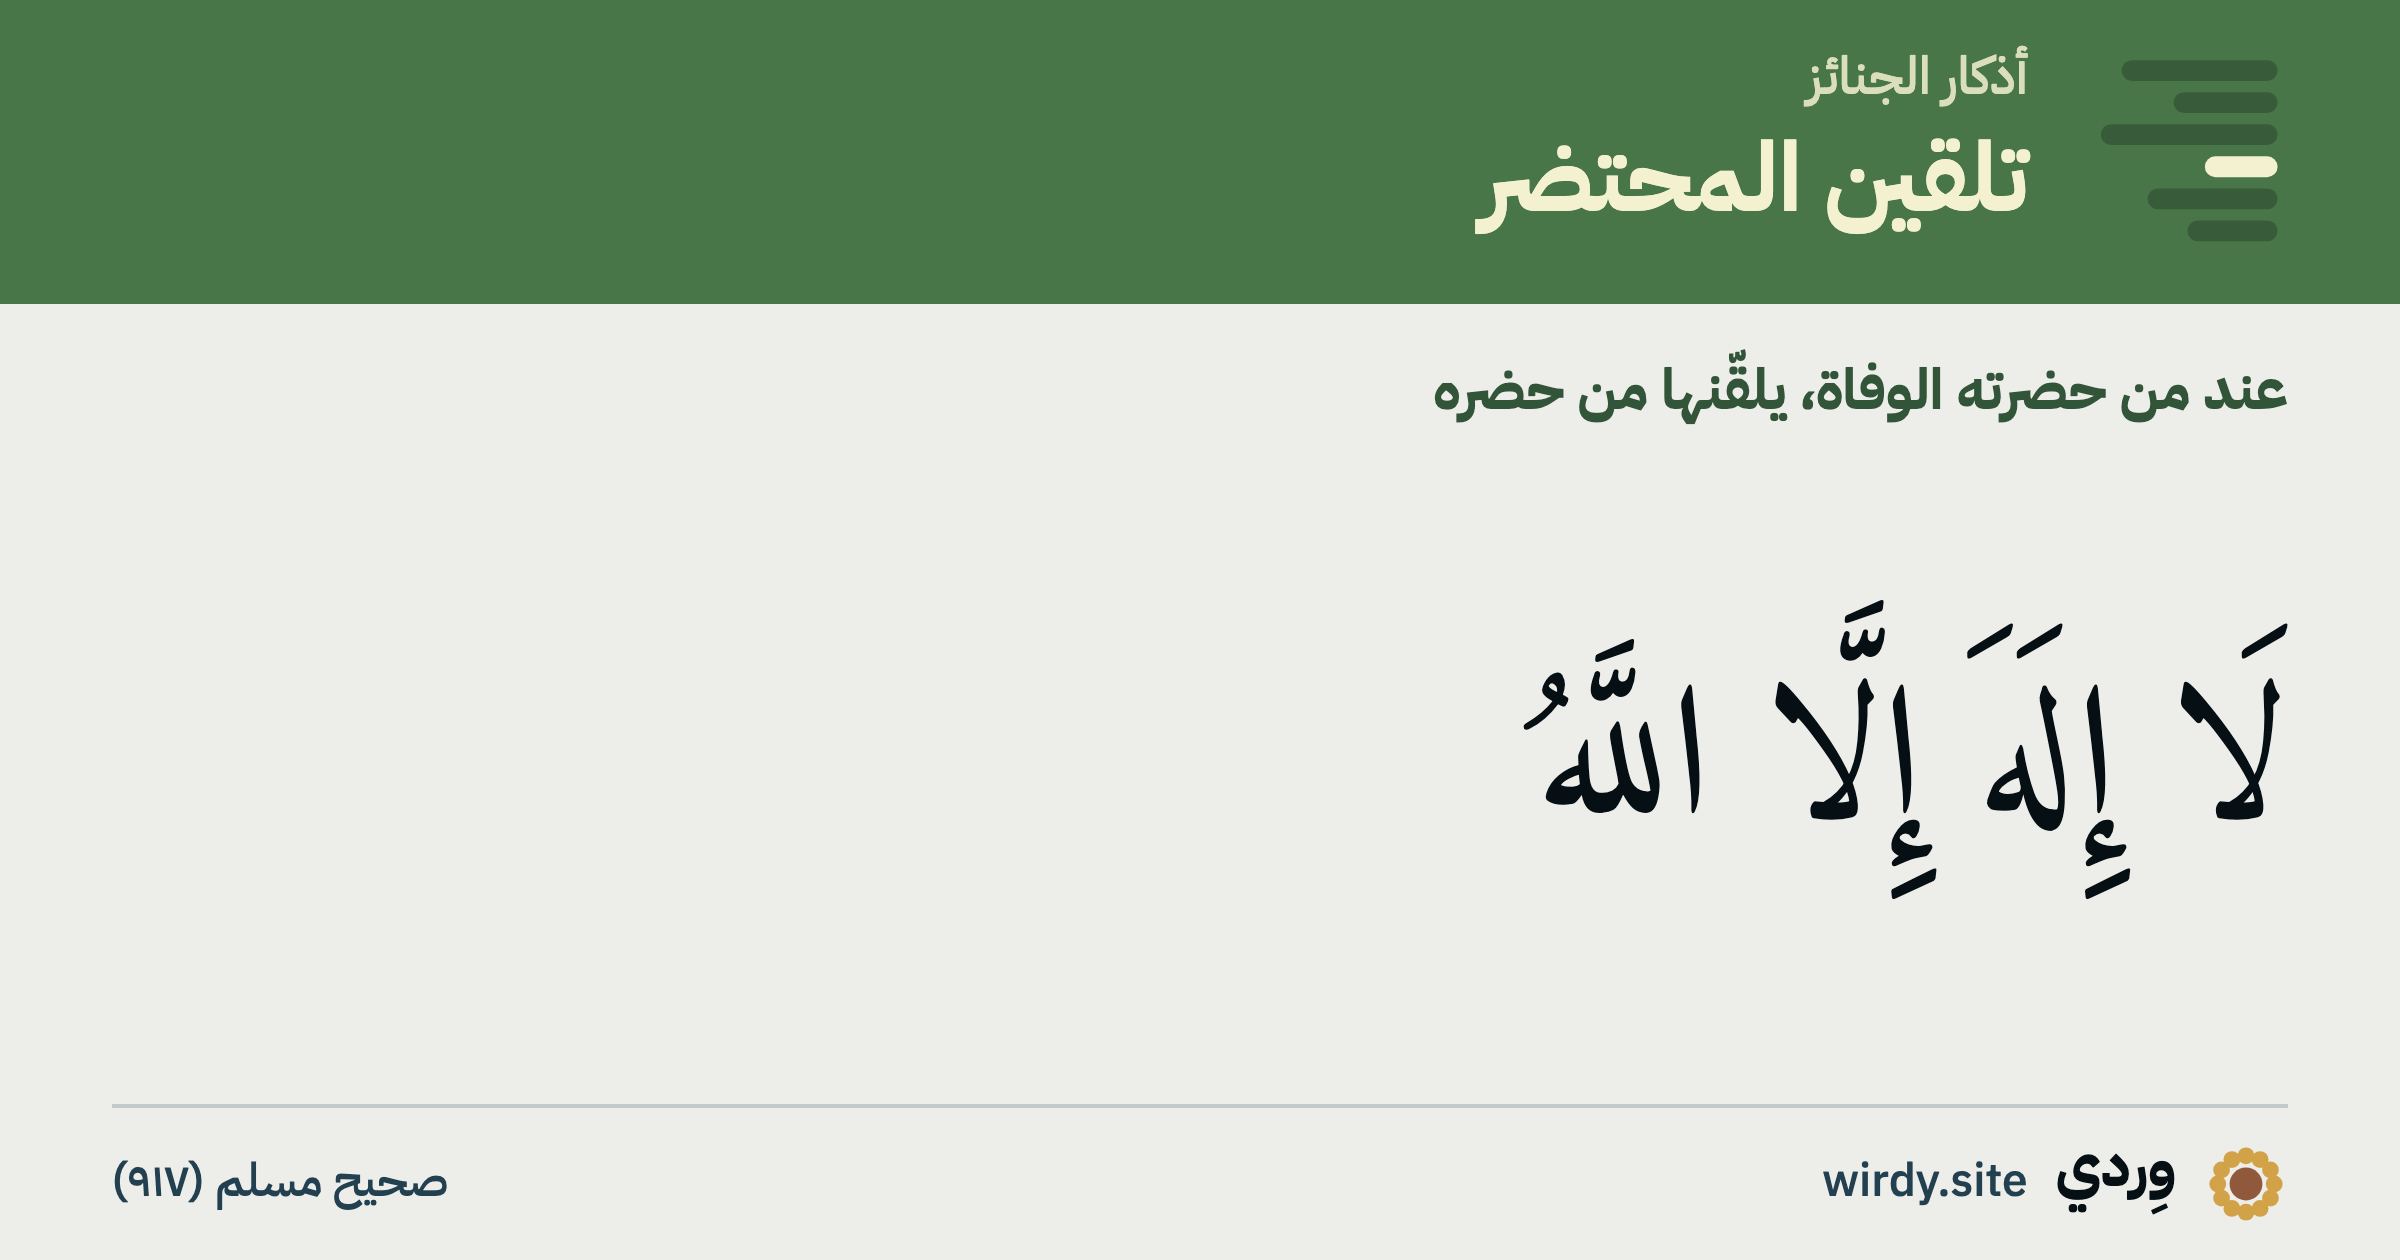 أذكار الجنائز
تلقين المحتضر
عند من حضرته الوفاة، يلقّنها من حضره
لَا إِلَهَ إِلَّا اللَّهُ
وِردي wirdy.site
صحيح مسلم (٩١٧)